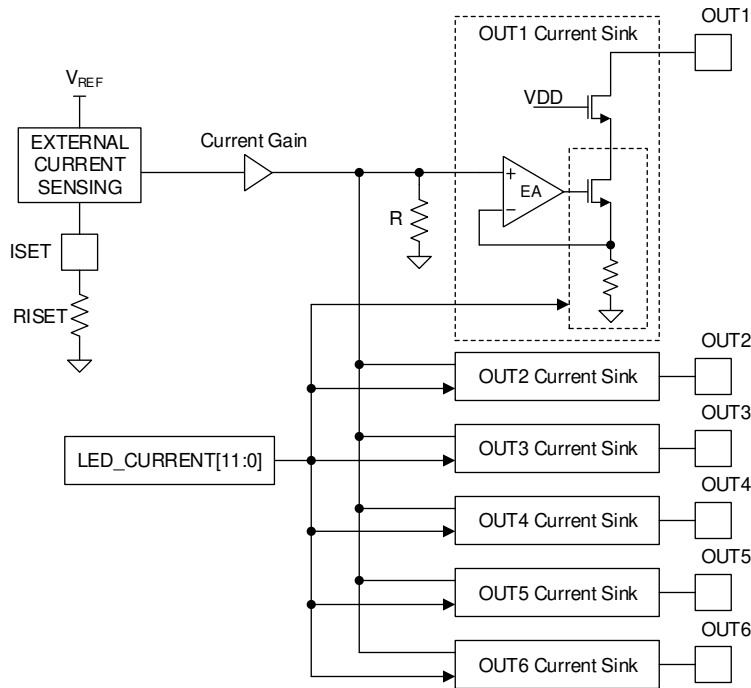 OUT1
OUT1 Current Sink
VREF
VDD
EXTERNAL
CURRENT
SENSING
Current Gain
+
EA
−
R
ISET
RISET
OUT2
OUT2 Current Sink
OUT3
OUT3 Current Sink
LED_CURRENT[11:0]
OUT4
OUT4 Current Sink
OUT5
OUT5 Current Sink
OUT6
OUT6 Current Sink